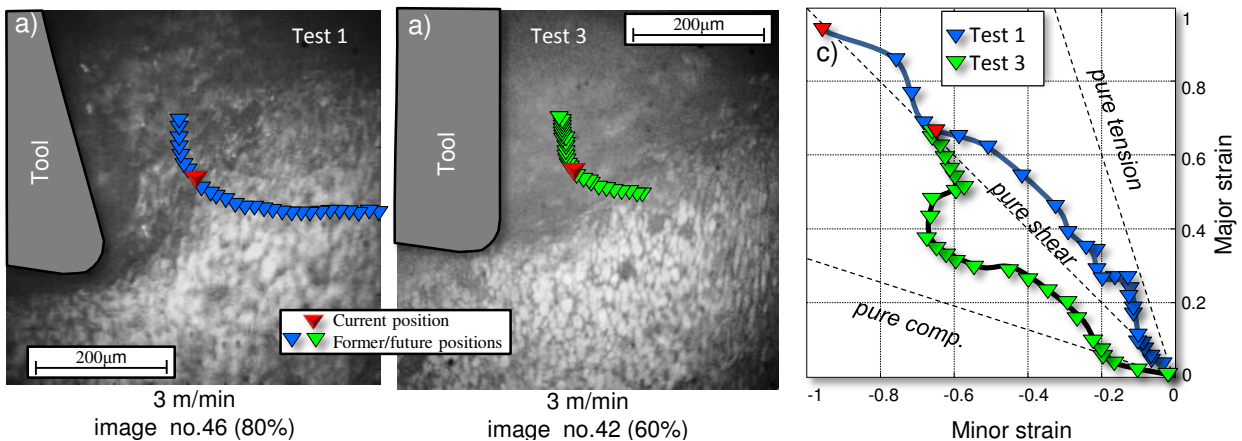 a)
Test 1
Tool
200μm
3 m/min
image no.46 (80%)
a)
Test 3
200μm
Tool
Current position
Former/future positions
3 m/min
image no.42 (60%)
c)
Test 1
Test 3
pure tension
pure shear
pure comp.
1
0.8
0.6
0.4
0.2
0
Major strain
-1
-0.8
-0.6
-0.4
-0.2
0
Minor strain